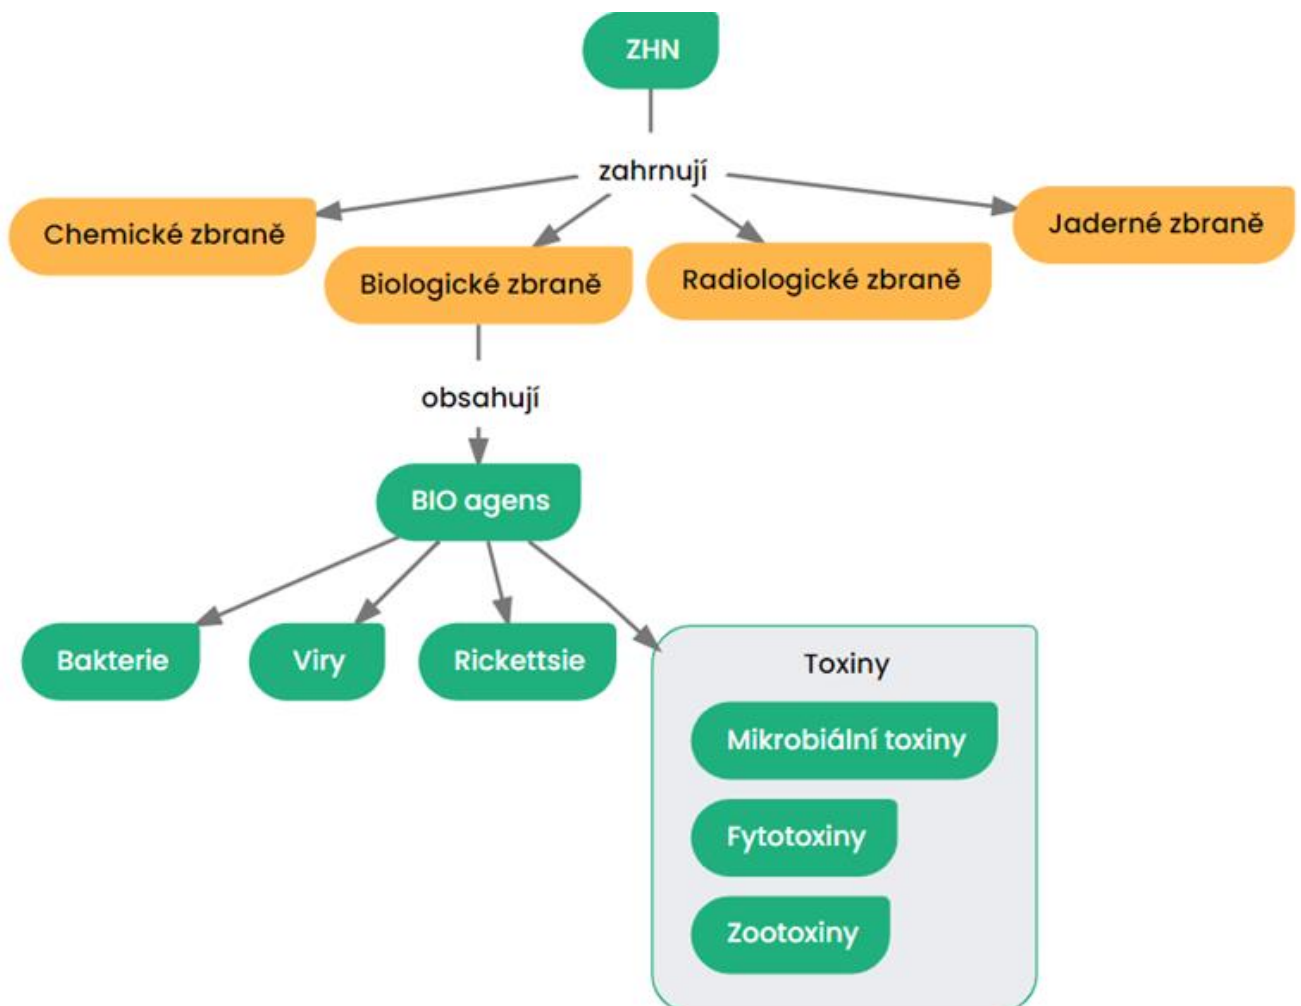 ZHN
zahrnují
Chemické zbraně
Biologické zbraně
Radiologické zbraně
Jaderné zbraně
obsahují
BIO agens
Bakterie
Viry
Rickettsie
Toxiny
Mikrobiální toxiny
Fytotoxiny
Zootoxiny